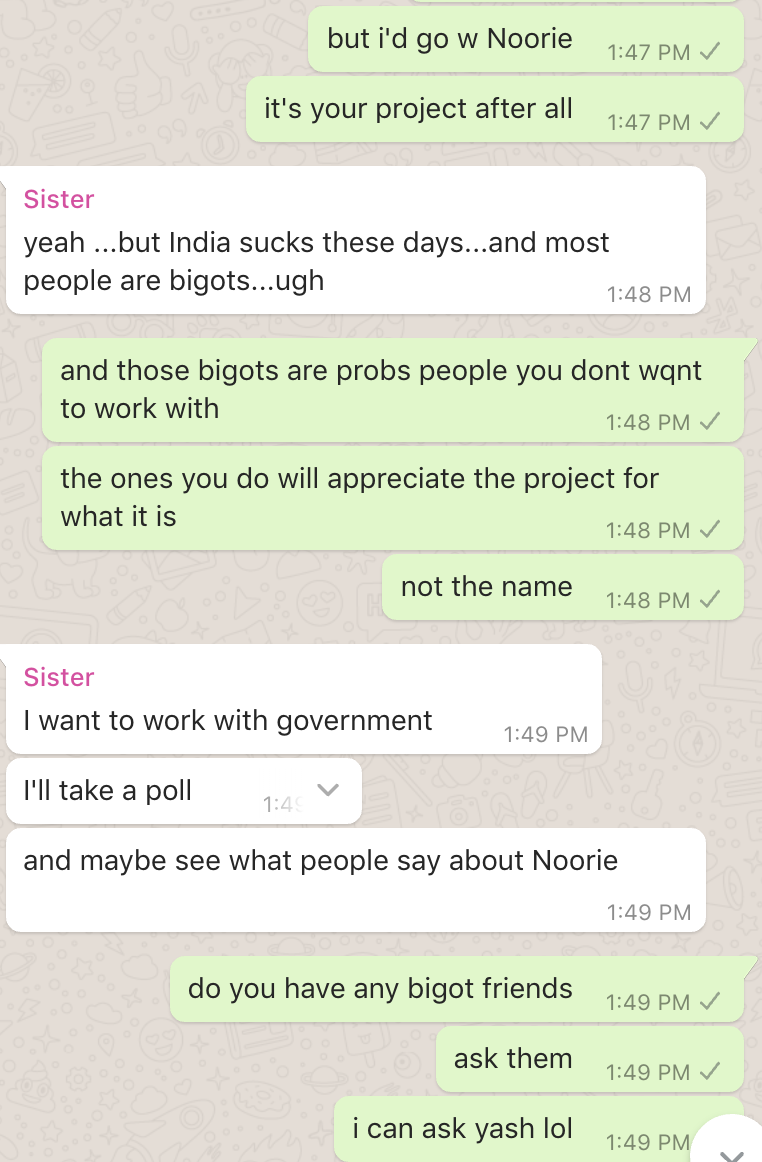 but i'd go w Noorie
1:47 PM
it's your project after all
1:47 PM
Sister
yeah ...but India sucks these days...and most
people are bigots...ugh
1:48 PM
and those bigots are probs people you dont wqnt
to work with
1:48 PM
the ones you do will appreciate the project for
what it is
1:48 PM
not the name
1:48 PM
Sister
I want to work with government
1:49 PM
I'll take a poll
1:49
and maybe see what people say about Noorie
1:49 PM
do you have any bigot friends
1:49 PM
ask them
1:49 PM
i can ask yash lol
1:49 PM